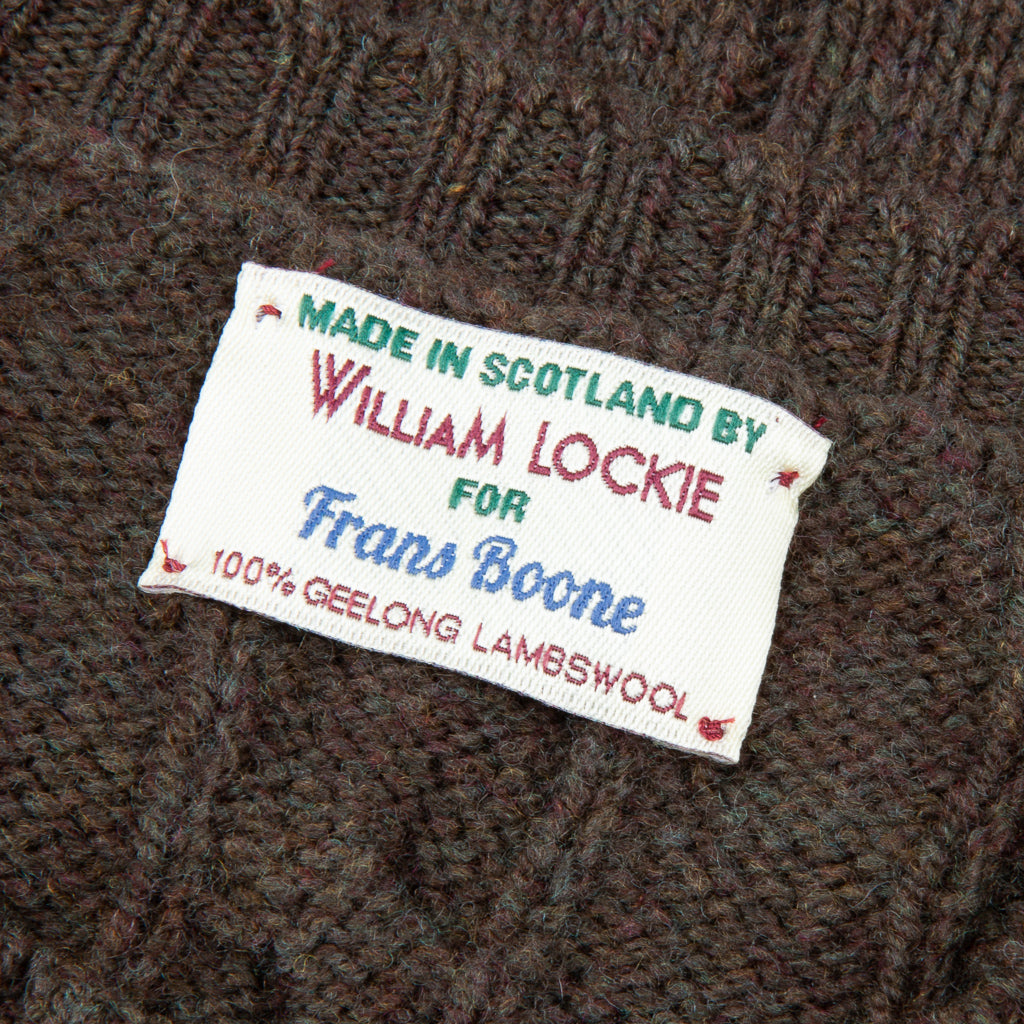 MADE IN SCOTLAND BY
WILLIAM LOCKIE
FOR
Frans Boone
100% GEELONG LAMBSWOOL